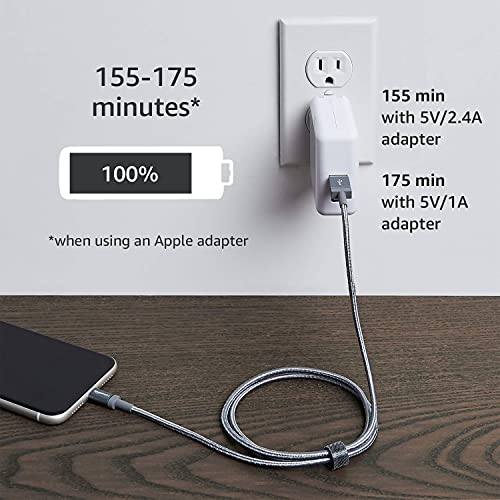 155-175
minutes*
100%
*when using an Apple adapter
155 min
with 5V/2.4A
adapter
175 min
with 5V/1A
adapter